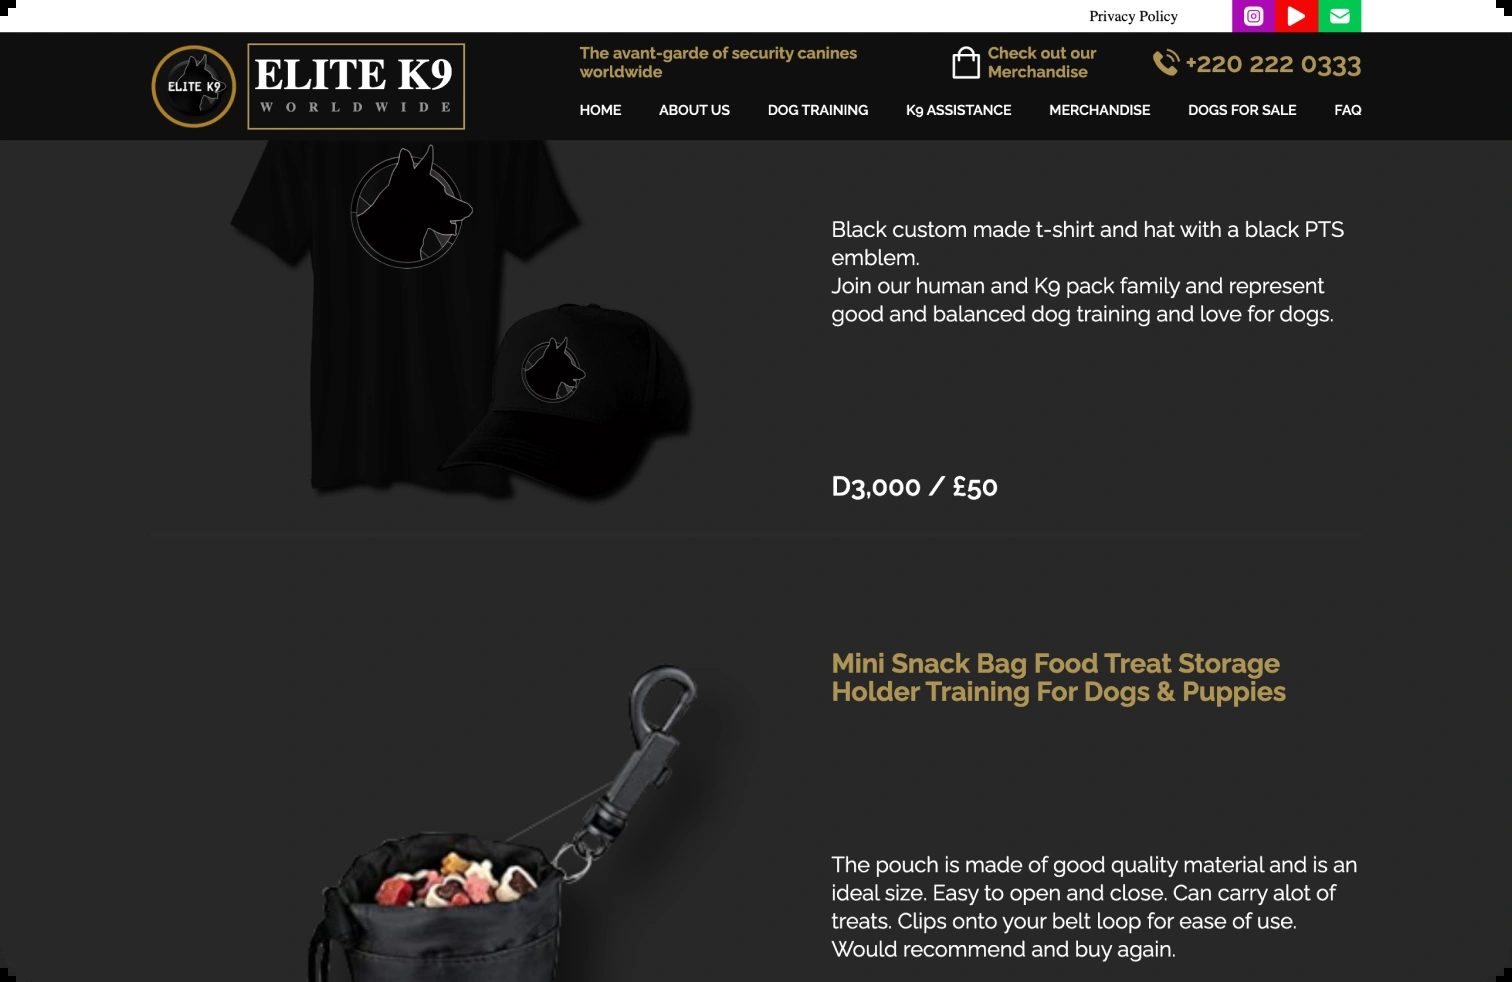 Privacy Policy
ELITE K9
ELITE K9
WORLDWIDE
The avant-garde of security canines
worldwide
Check out our
Merchandise
+220 222 0333
HOME ABOUT US DOG TRAINING K9 ASSISTANCE MERCHANDISE DOGS FOR SALE FAQ
Black custom made t-shirt and hat with a black PTS
emblem.
Join our human and K9 pack family and represent
good and balanced dog training and love for dogs.
D3,000 / £50
Mini Snack Bag Food Treat Storage
Holder Training For Dogs & Puppies
The pouch is made of good quality material and is an
ideal size. Easy to open and close. Can carry alot of
treats. Clips onto your belt loop for ease of use.
Would recommend and buy again.